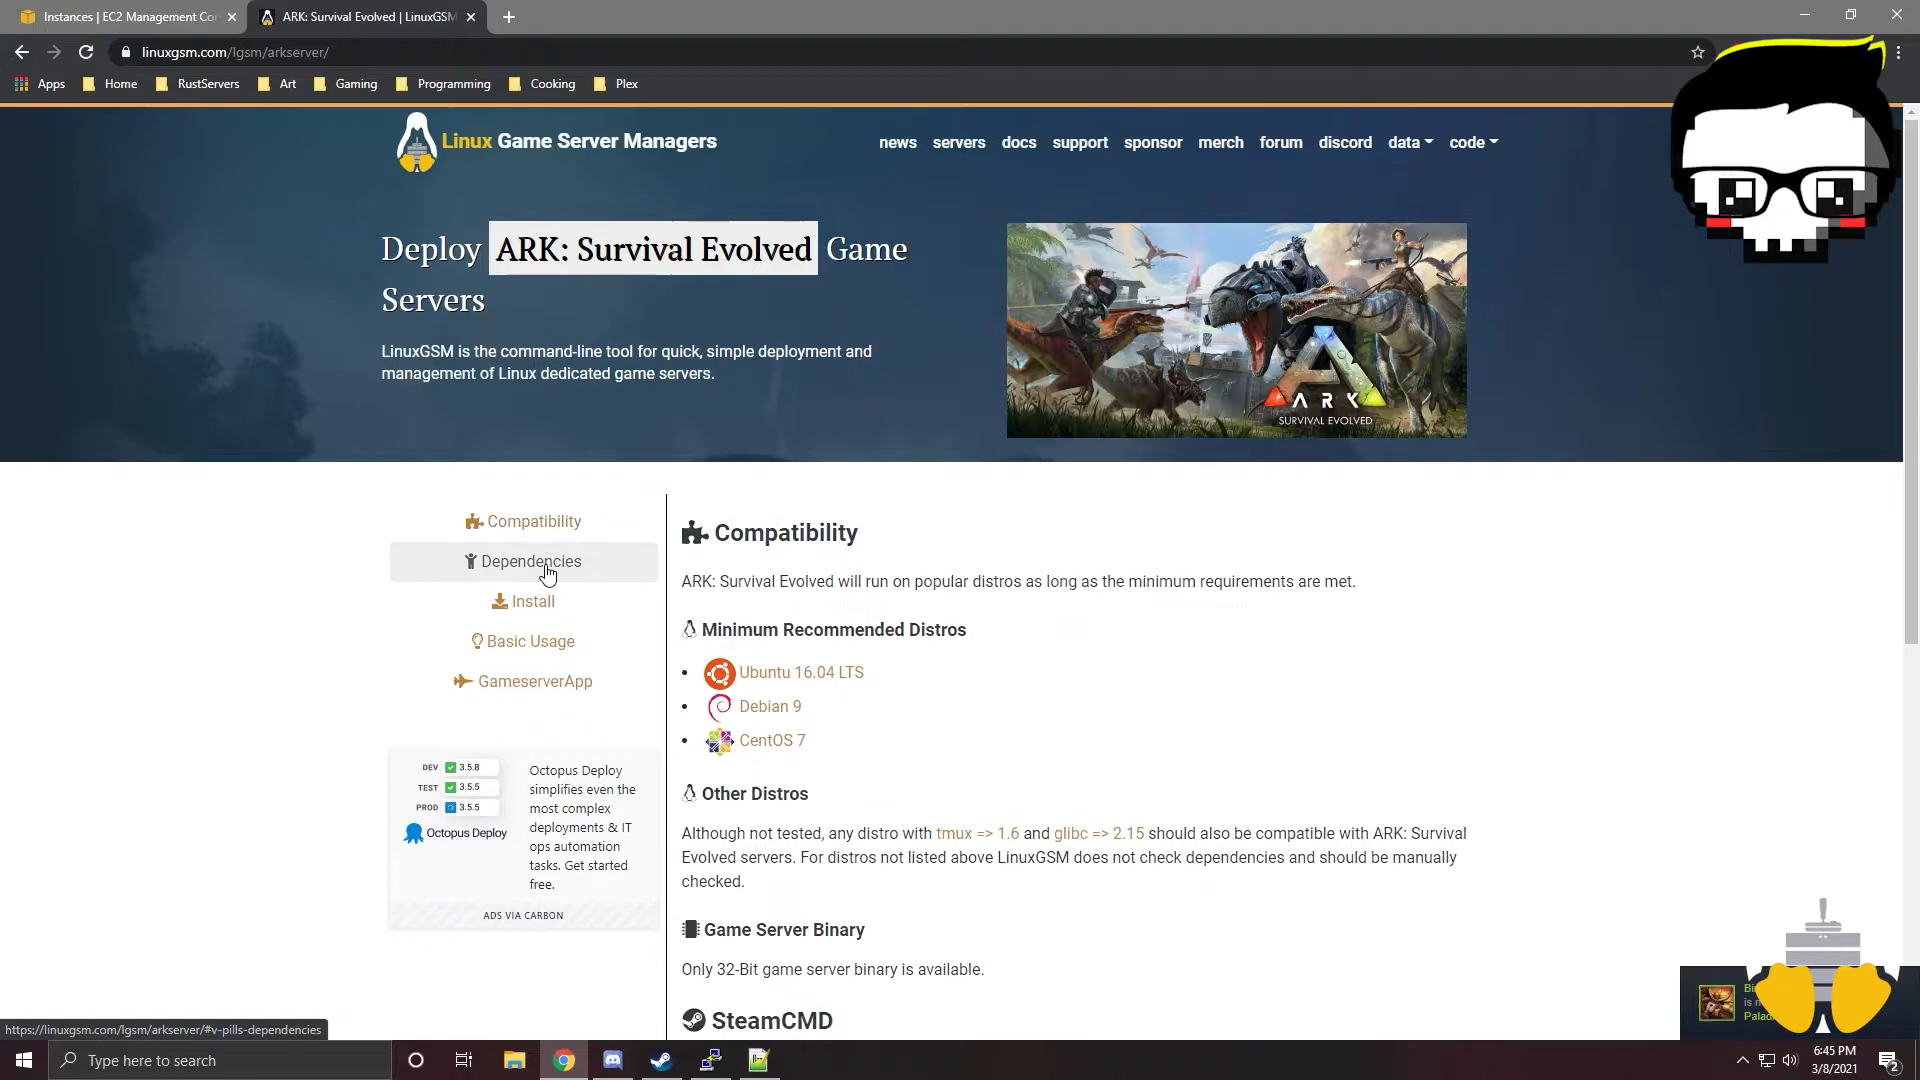 Instances | EC2 Management Con
ARK: Survival Evolved | LinuxGSM
linuxgsm.com/lgsm/arkserver/
Apps
Home
RustServers
Art
Gaming
Programming
Cooking
Plex
Linux Game Server Managers
news
servers
docs
support
sponsor
merch
forum
discord
data
code
Deploy ARK: Survival Evolved Game
Servers
LinuxGSM is the command-line tool for quick, simple deployment and
management of Linux dedicated game servers.
ARK
SURVIVAL EVOLVED
Compatibility
Dependencies
Install
Basic Usage
GameserverApp
DEV 3.5.8
TEST 3.5.5
PROD 3.5.5
Octopus Deploy
Octopus Deploy
simplifies even the
most complex
deployments & IT
ops automation
tasks. Get started
free.
ADS VIA CARBON
Compatibility
ARK: Survival Evolved will run on popular distros as long as the minimum requirements are met.
Minimum Recommended Distros
Ubuntu 16.04 LTS
Debian 9
CentOS 7
Other Distros
Although not tested, any distro with tmux => 1.6 and glibc => 2.15 should also be compatible with ARK: Survival
Evolved servers. For distros not listed above LinuxGSM does not check dependencies and should be manually
checked.
Game Server Binary
Only 32-Bit game server binary is available.
SteamCMD
https://linuxgsm.com/lgsm/arkserver/#v-pills-dependencies
Type here to search
6:45 PM
3/8/2021
2